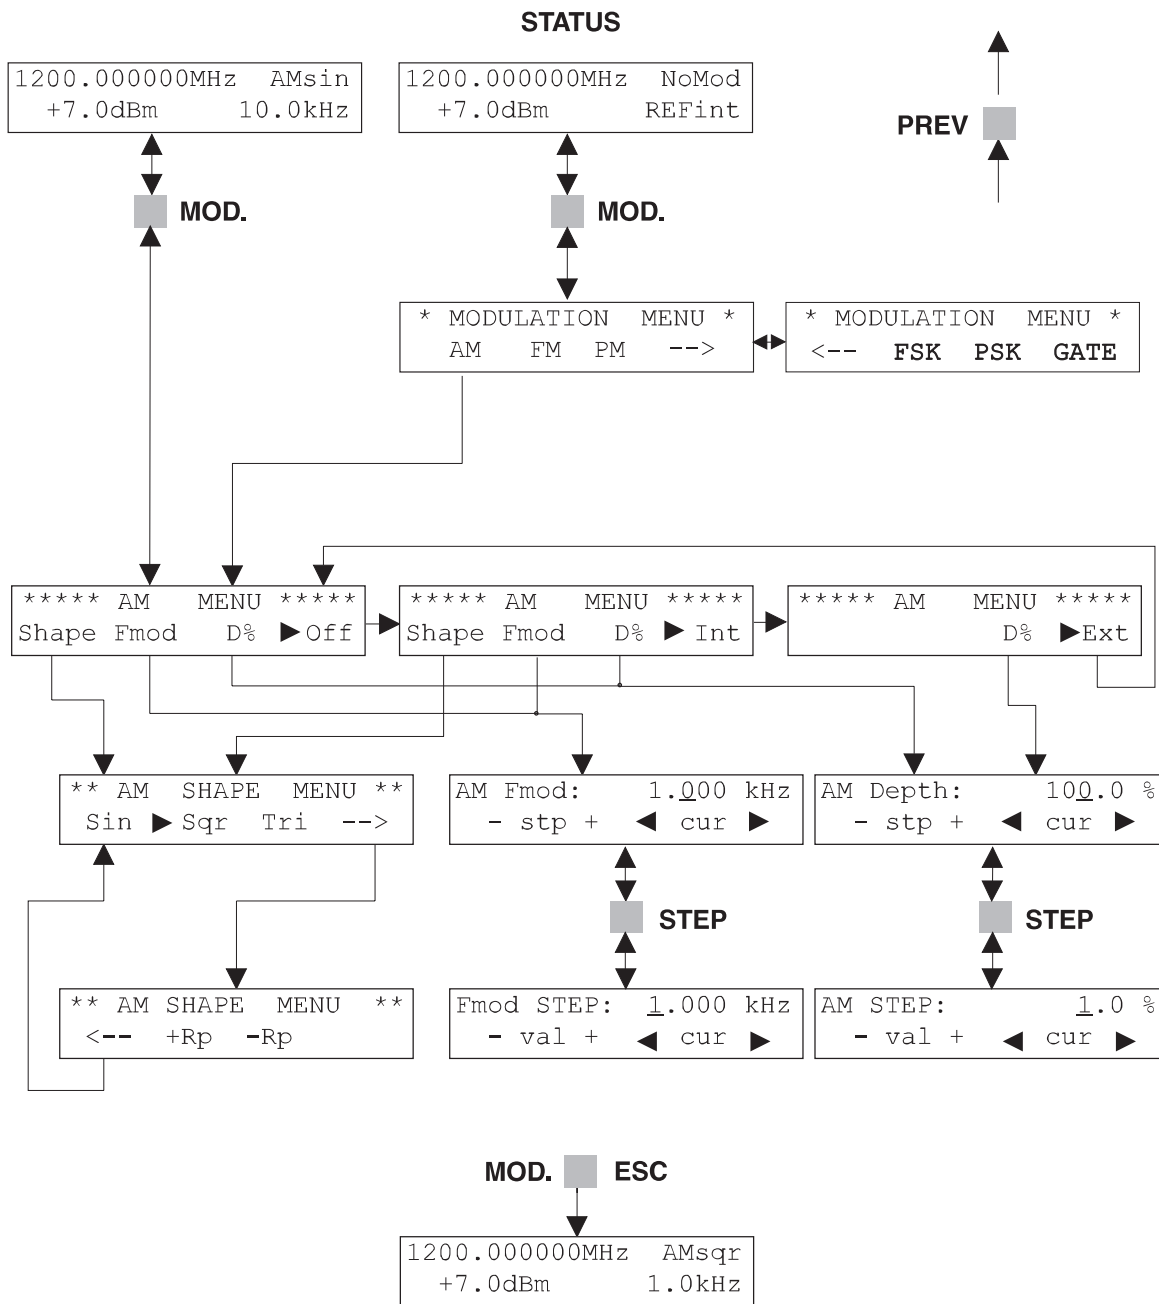 STATUS
1200.000000MHz AMsin
+7.0dBm 10.0kHz
1200.000000MHz NoMod
+7.0dBm REFint
PREV
MOD.
MOD.
* MODULATION MENU *
AM FM PM -->
* MODULATION MENU *
<-- FSK PSK GATE
***** AM MENU *****
Shape Fmod D% ▶Off
***** AM MENU *****
Shape Fmod D% ▶ Int
***** AM MENU *****
D% ▶Ext
** AM SHAPE MENU **
Sin ▶ Sqr Tri -->
AM Fmod: 1.000 kHz
- stp + ◀ cur ▶
AM Depth: 100.0 %
- stp + ◀ cur ▶
STEP
STEP
** AM SHAPE MENU **
<-- +Rp -Rp
Fmod STEP: 1.000 kHz
- val + ◀ cur ▶
AM STEP: 1.0 %
- val + ◀ cur ▶
MOD. ESC
1200.000000MHz AMsqr
+7.0dBm 1.0kHz